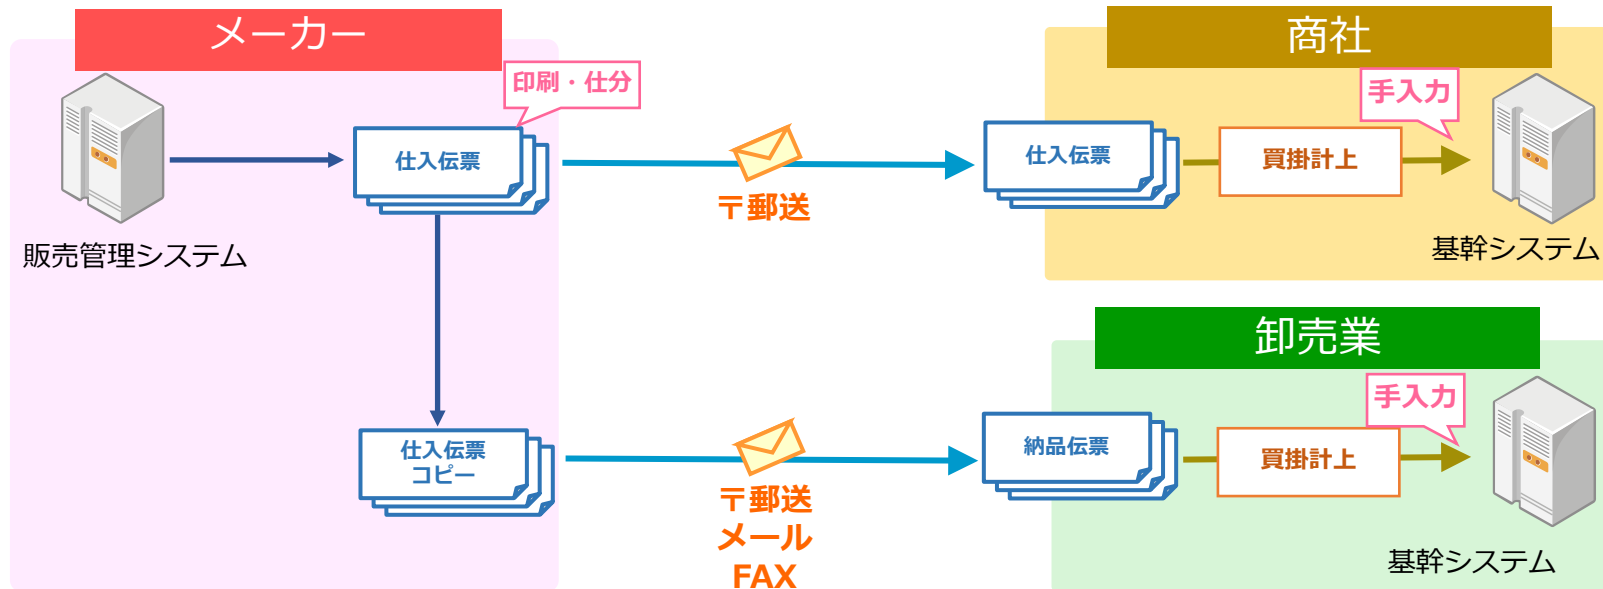 メーカー
印刷・仕分
仕入伝票
販売管理システム
〒郵送
商社
手入力
仕入伝票
買掛計上
基幹システム
仕入伝票
コピー
〒郵送
メール
FAX
卸売業
手入力
納品伝票
買掛計上
基幹システム